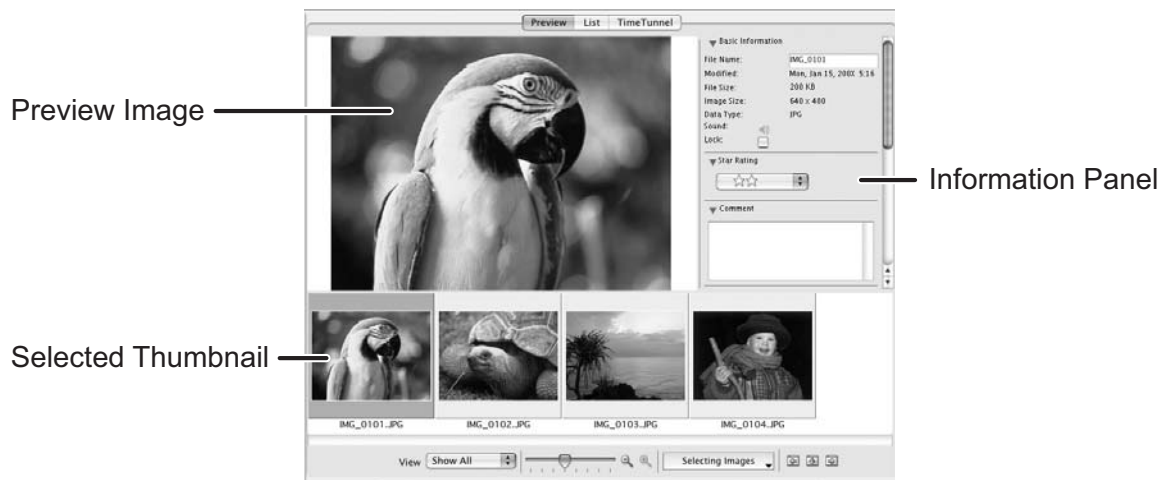 Preview List TimeTunnel
Basic Information
File Name: IMG_0101
Modified: Mon, Jan 15, 200X 5:16
File Size: 200 KB
Image Size: 640 x 480
Data Type: JPG
Sound:
Lock:
Star Rating
Comment
Preview Image
Information Panel
Selected Thumbnail
IMG_0101.JPG IMG_0102.JPG IMG_0103.JPG IMG_0104.JPG
View Show All Selecting Images